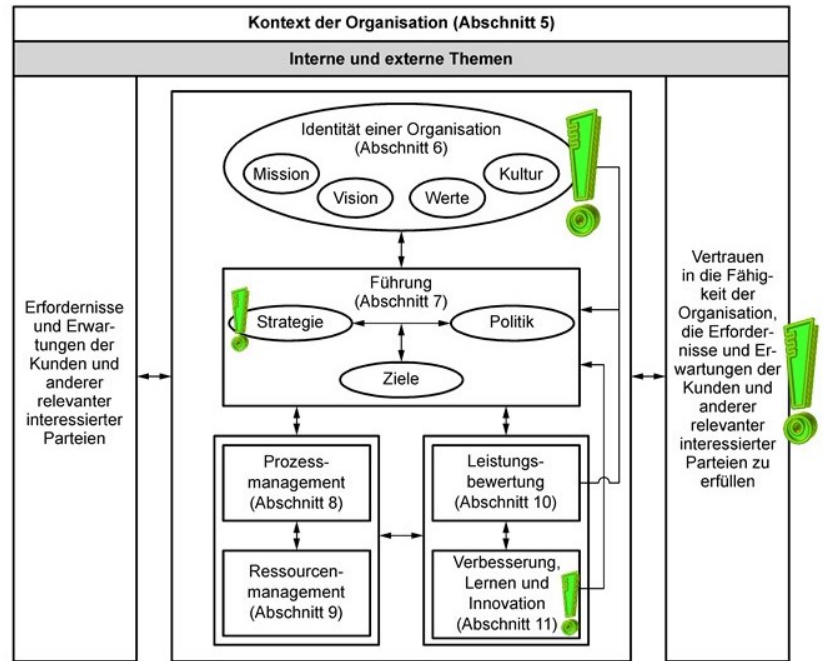 Kontext der Organisation (Abschnitt 5)
Interne und externe Themen
Erfordernisse
und Erwar-
tungen der
Kunden und
anderer
relevanter
interessierter
Parteien
Identität einer Organisation
(Abschnitt 6)
Mission
Vision
Werte
Kultur
Führung
(Abschnitt 7)
Strategie
Politik
Ziele
Prozess-
management
(Abschnitt 8)
Ressourcen-
management
(Abschnitt 9)
Leistungs-
bewertung
(Abschnitt 10)
Verbesserung,
Lernen und
Innovation
(Abschnitt 11)
Vertrauen
in die Fähig-
keit der
Organisation,
die Erforder-
nisse und Er-
wartungen der
Kunden und
anderer
relevanter
interessierter
Parteien zu
erfüllen